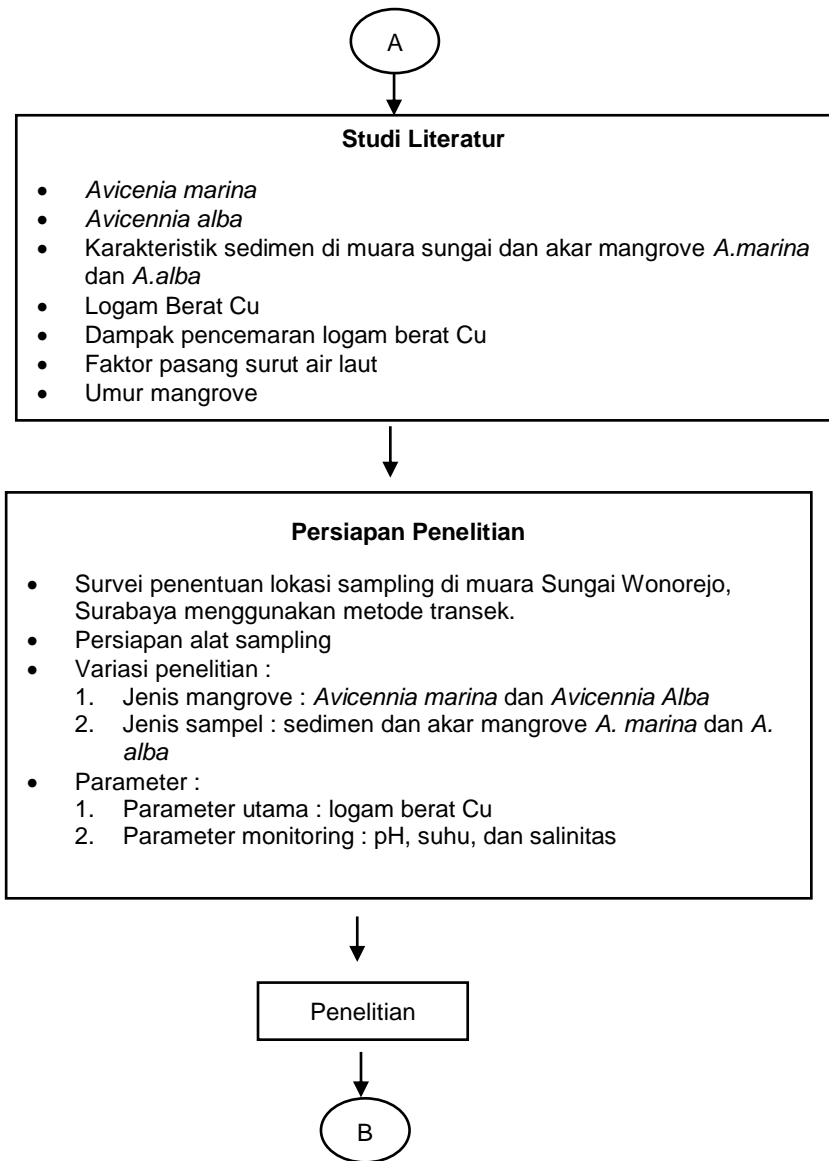 A
Studi Literatur
• Avicenia marina
• Avicennia alba
• Karakteristik sedimen di muara sungai dan akar mangrove A.marina
dan A.alba
• Logam Berat Cu
• Dampak pencemaran logam berat Cu
• Faktor pasang surut air laut
• Umur mangrove
Persiapan Penelitian
• Survei penentuan lokasi sampling di muara Sungai Wonorejo,
Surabaya menggunakan metode transek.
• Persiapan alat sampling
• Variasi penelitian :
1. Jenis mangrove : Avicennia marina dan Avicennia Alba
2. Jenis sampel : sedimen dan akar mangrove A. marina dan A.
alba
• Parameter :
1. Parameter utama : logam berat Cu
2. Parameter monitoring : pH, suhu, dan salinitas
Penelitian
B